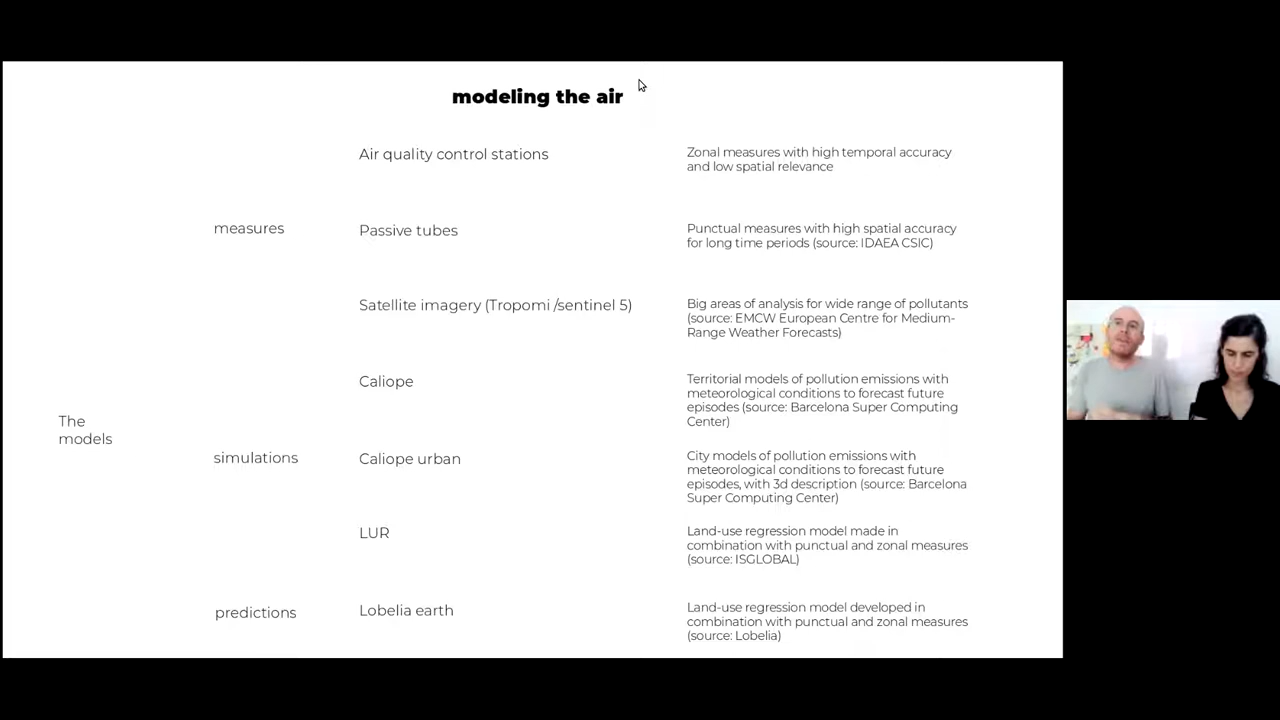 modeling the air
Air quality control stations
Zonal measures with high temporal accuracy
and low spatial relevance
measures
Passive tubes
Punctual measures with high spatial accuracy
for long time periods (source: IDAEA CSIC)
Satellite imagery (Tropomi /sentinel 5)
Big areas of analysis for wide range of pollutants
(source: EMCW European Centre for Medium-
Range Weather Forecasts)
Caliope
Territorial models of pollution emissions with
meteorological conditions to forecast future
episodes (source: Barcelona Super Computing
Center)
The
models
simulations
Caliope urban
City models of pollution emissions with
meteorological conditions to forecast future
episodes, with 3d description (source: Barcelona
Super Computing Center)
LUR
Land-use regression model made in
combination with punctual and zonal measures
(source: ISGLOBAL)
predictions
Lobelia earth
Land-use regression model developed in
combination with punctual and zonal measures
(source: Lobelia)